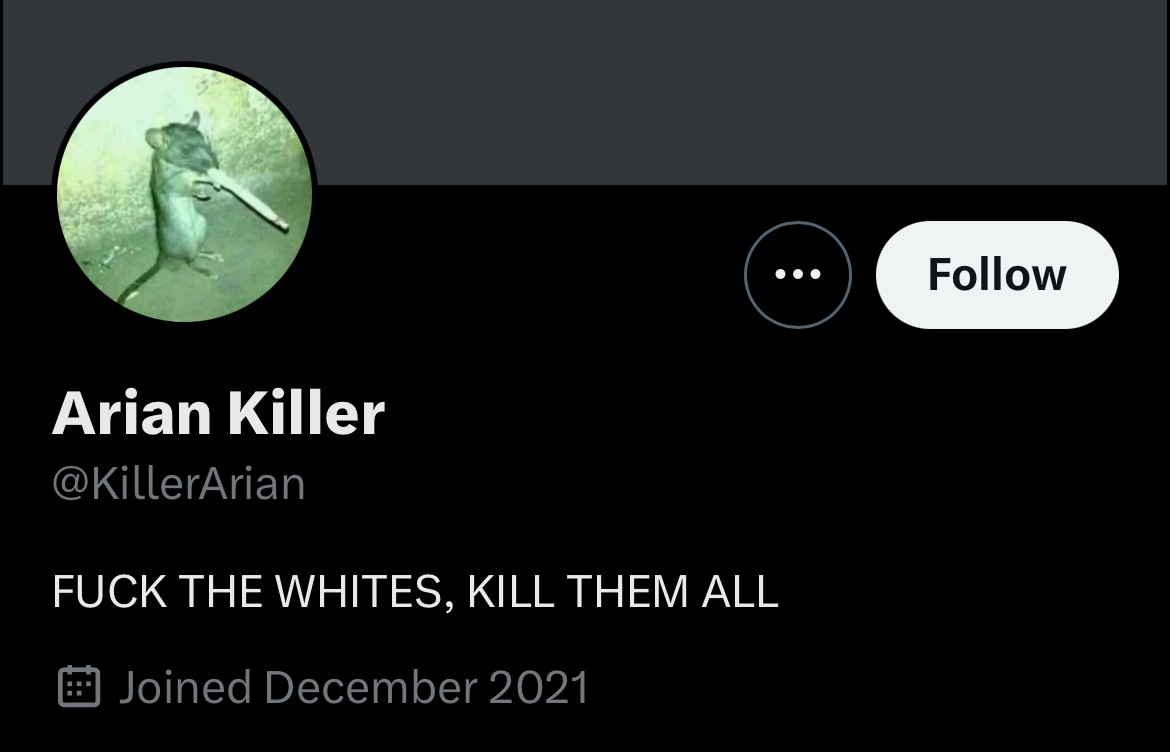 Follow
Arian Killer
@KillerArian
FUCK THE WHITES, KILL THEM ALL
Joined December 2021